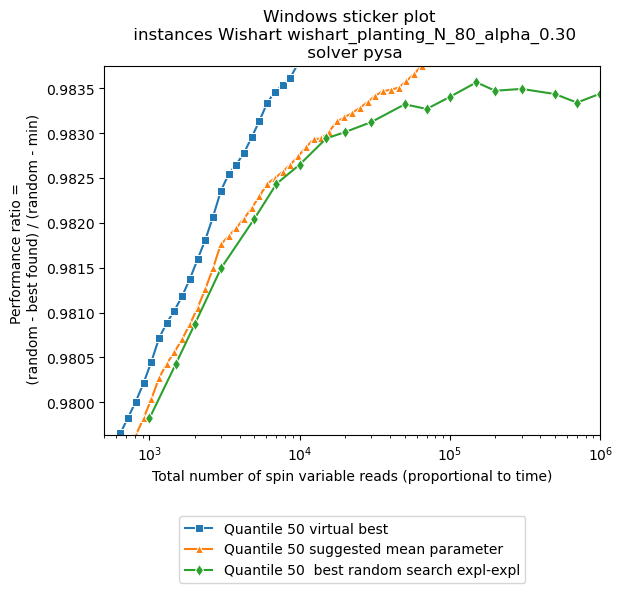 Windows sticker plot
instances Wishart wishart_planting_N_80_alpha_0.30
solver pysa
Performance ratio =
(random - best found) / (random - min)
0.9835
0.9830
0.9825
0.9820
0.9815
0.9810
0.9805
0.9800
10³ 10⁴ 10⁵ 10⁶
Total number of spin variable reads (proportional to time)
Quantile 50 virtual best
Quantile 50 suggested mean parameter
Quantile 50  best random search expl-expl